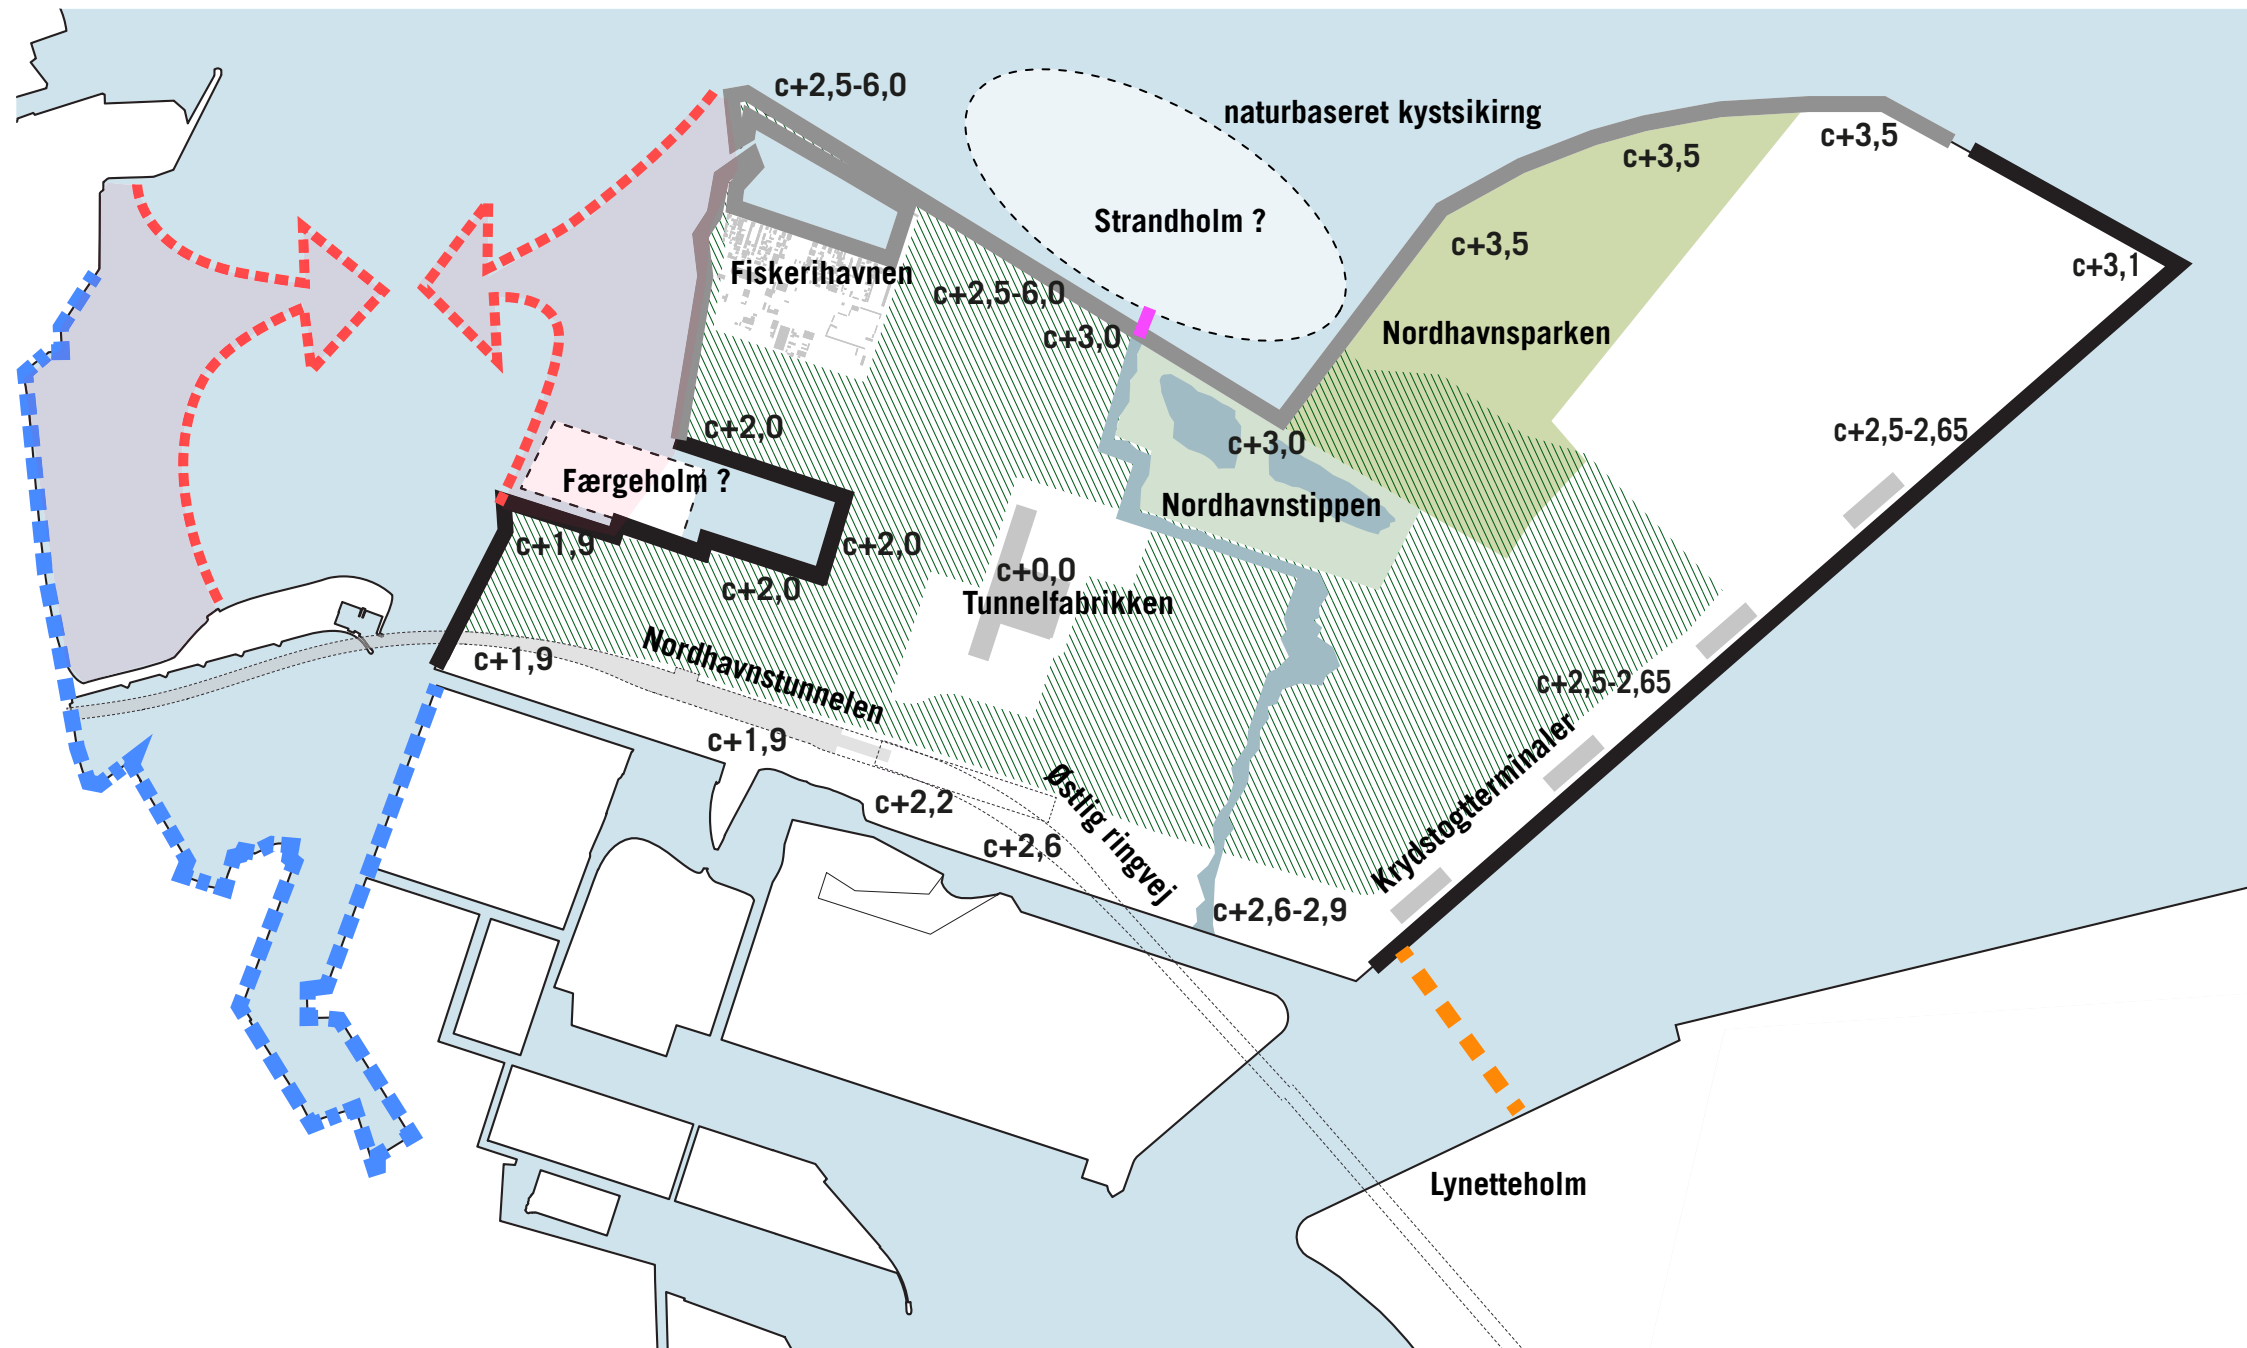 c+2,5-6,0
naturbaseret kystsikirng
c+3,5
c+3,5
Strandholm ?
c+3,5
c+3,1
Fiskerihavnen
c+2,5-6,0
c+3,0
Nordhavnsparken
c+2,0
c+3,0
c+2,5-2,65
Færgeholm ?
Nordhavnstippen
c+1,9
c+2,0
c+2,0
c+0,0
Tunnelfabrikken
c+1,9
Nordhavnstunnelen
c+2,5-2,65
c+1,9
c+2,2
c+2,6
Østlig ringvej
Krydstogtterminaler
c+2,6-2,9
Lynetteholm